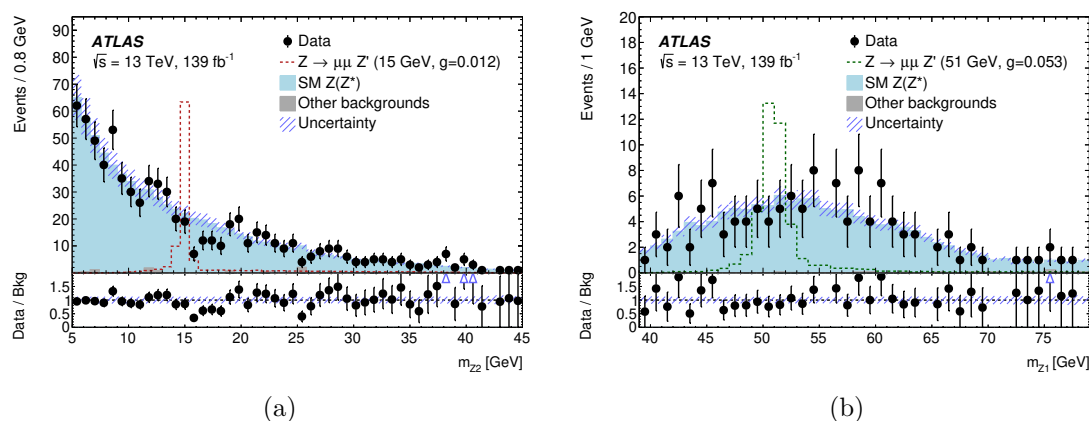 Events / 0.8 GeV
90
80
70
60
50
40
30
20
10
ATLAS
√s = 13 TeV, 139 fb⁻¹
Data
Z → μμ Z' (15 GeV, g=0.012)
SM Z(Z*)
Other backgrounds
Uncertainty
Data / Bkg
1.5
1
0.5
0
5 10 15 20 25 30 35 40 45
m_Z2 [GeV]
(a)
Events / 1 GeV
20
18
16
14
12
10
8
6
4
2
0
ATLAS
√s = 13 TeV, 139 fb⁻¹
Data
Z → μμ Z' (51 GeV, g=0.053)
SM Z(Z*)
Other backgrounds
Uncertainty
Data / Bkg
1.5
1
0.5
0
40 45 50 55 60 65 70 75
m_Z1 [GeV]
(b)